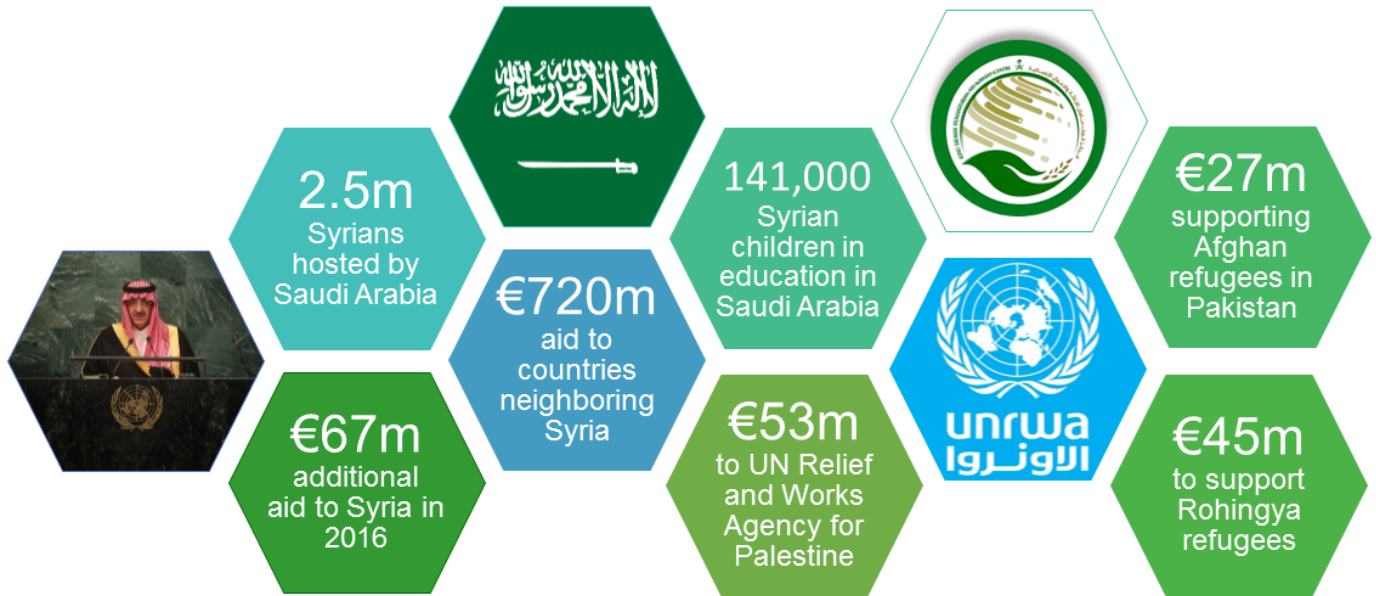 لا إله إلا الله محمد رسول الله
2.5m
Syrians
hosted by
Saudi Arabia
€67m
additional
aid to Syria in
2016
€720m
aid to
countries
neighboring
Syria
141,000
Syrian
children in
education in
Saudi Arabia
€53m
to UN Relief
and Works
Agency for
Palestine
unrwa
الاونروا
€27m
supporting
Afghan
refugees in
Pakistan
€45m
to support
Rohingya
refugees